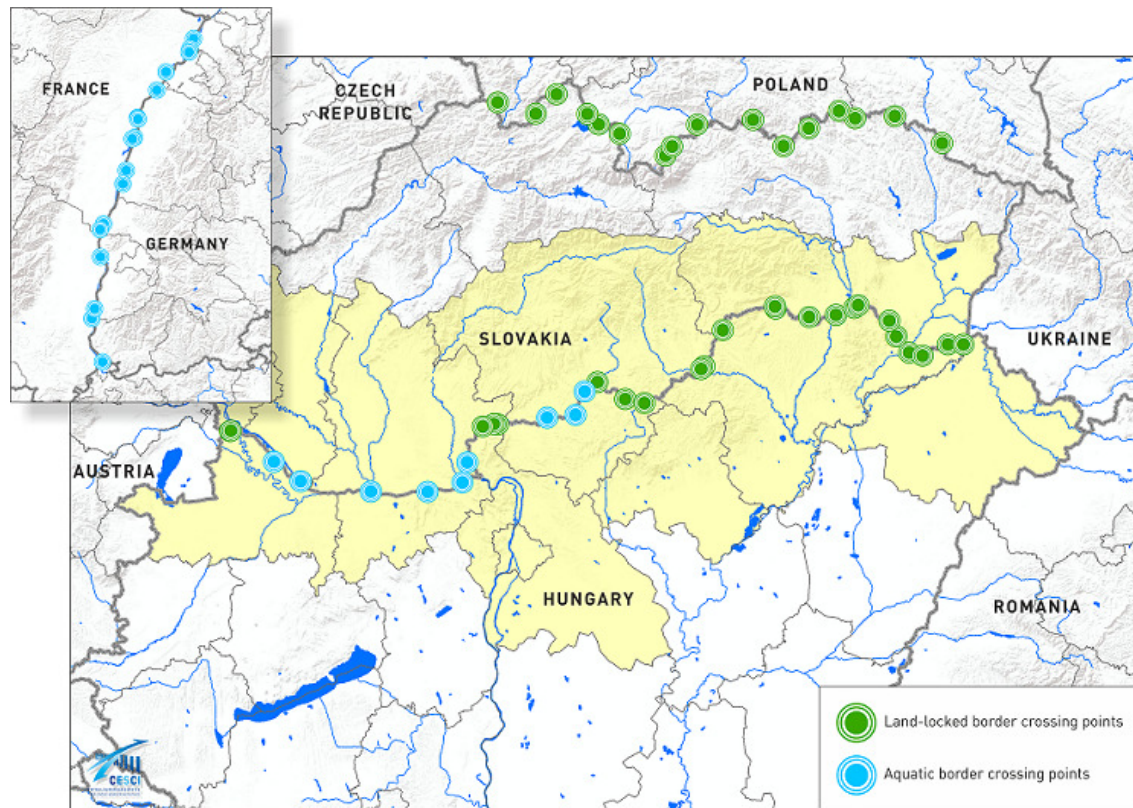 FRANCE
GERMANY
CZECH
REPUBLIC
POLAND
SLOVAKIA
UKRAINE
AUSTRIA
HUNGARY
ROMANIA
Land-locked border crossing points
Aquatic border crossing points
CESCI